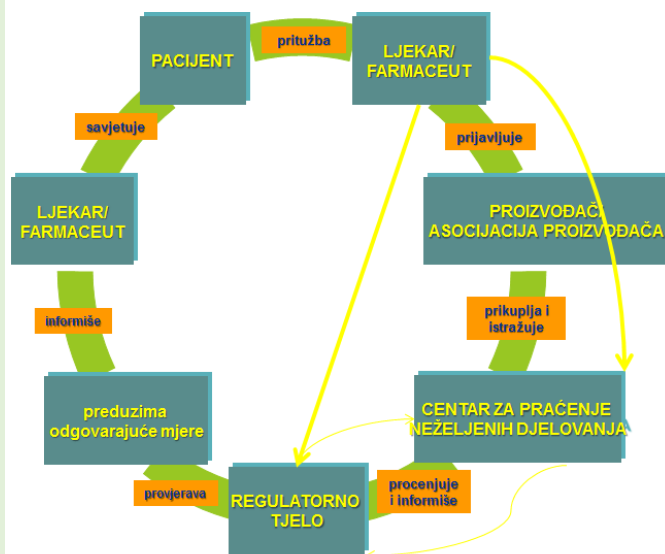 PACIJENT
pritužba
LJEKAR/
FARMACEUT
prijavljuje
PROIZVOĐAČI
ASOCIJACIJA PROIZVOĐAČA
prikuplja i
istražuje
CENTAR ZA PRAĆENJE
NEŽELJENIH DJELOVANJA
procenjuje
i informiše
REGULATORNO
TJELO
provjerava
preduzima
odgovarajuće mjere
informiše
LJEKAR/
FARMACEUT
savjetuje